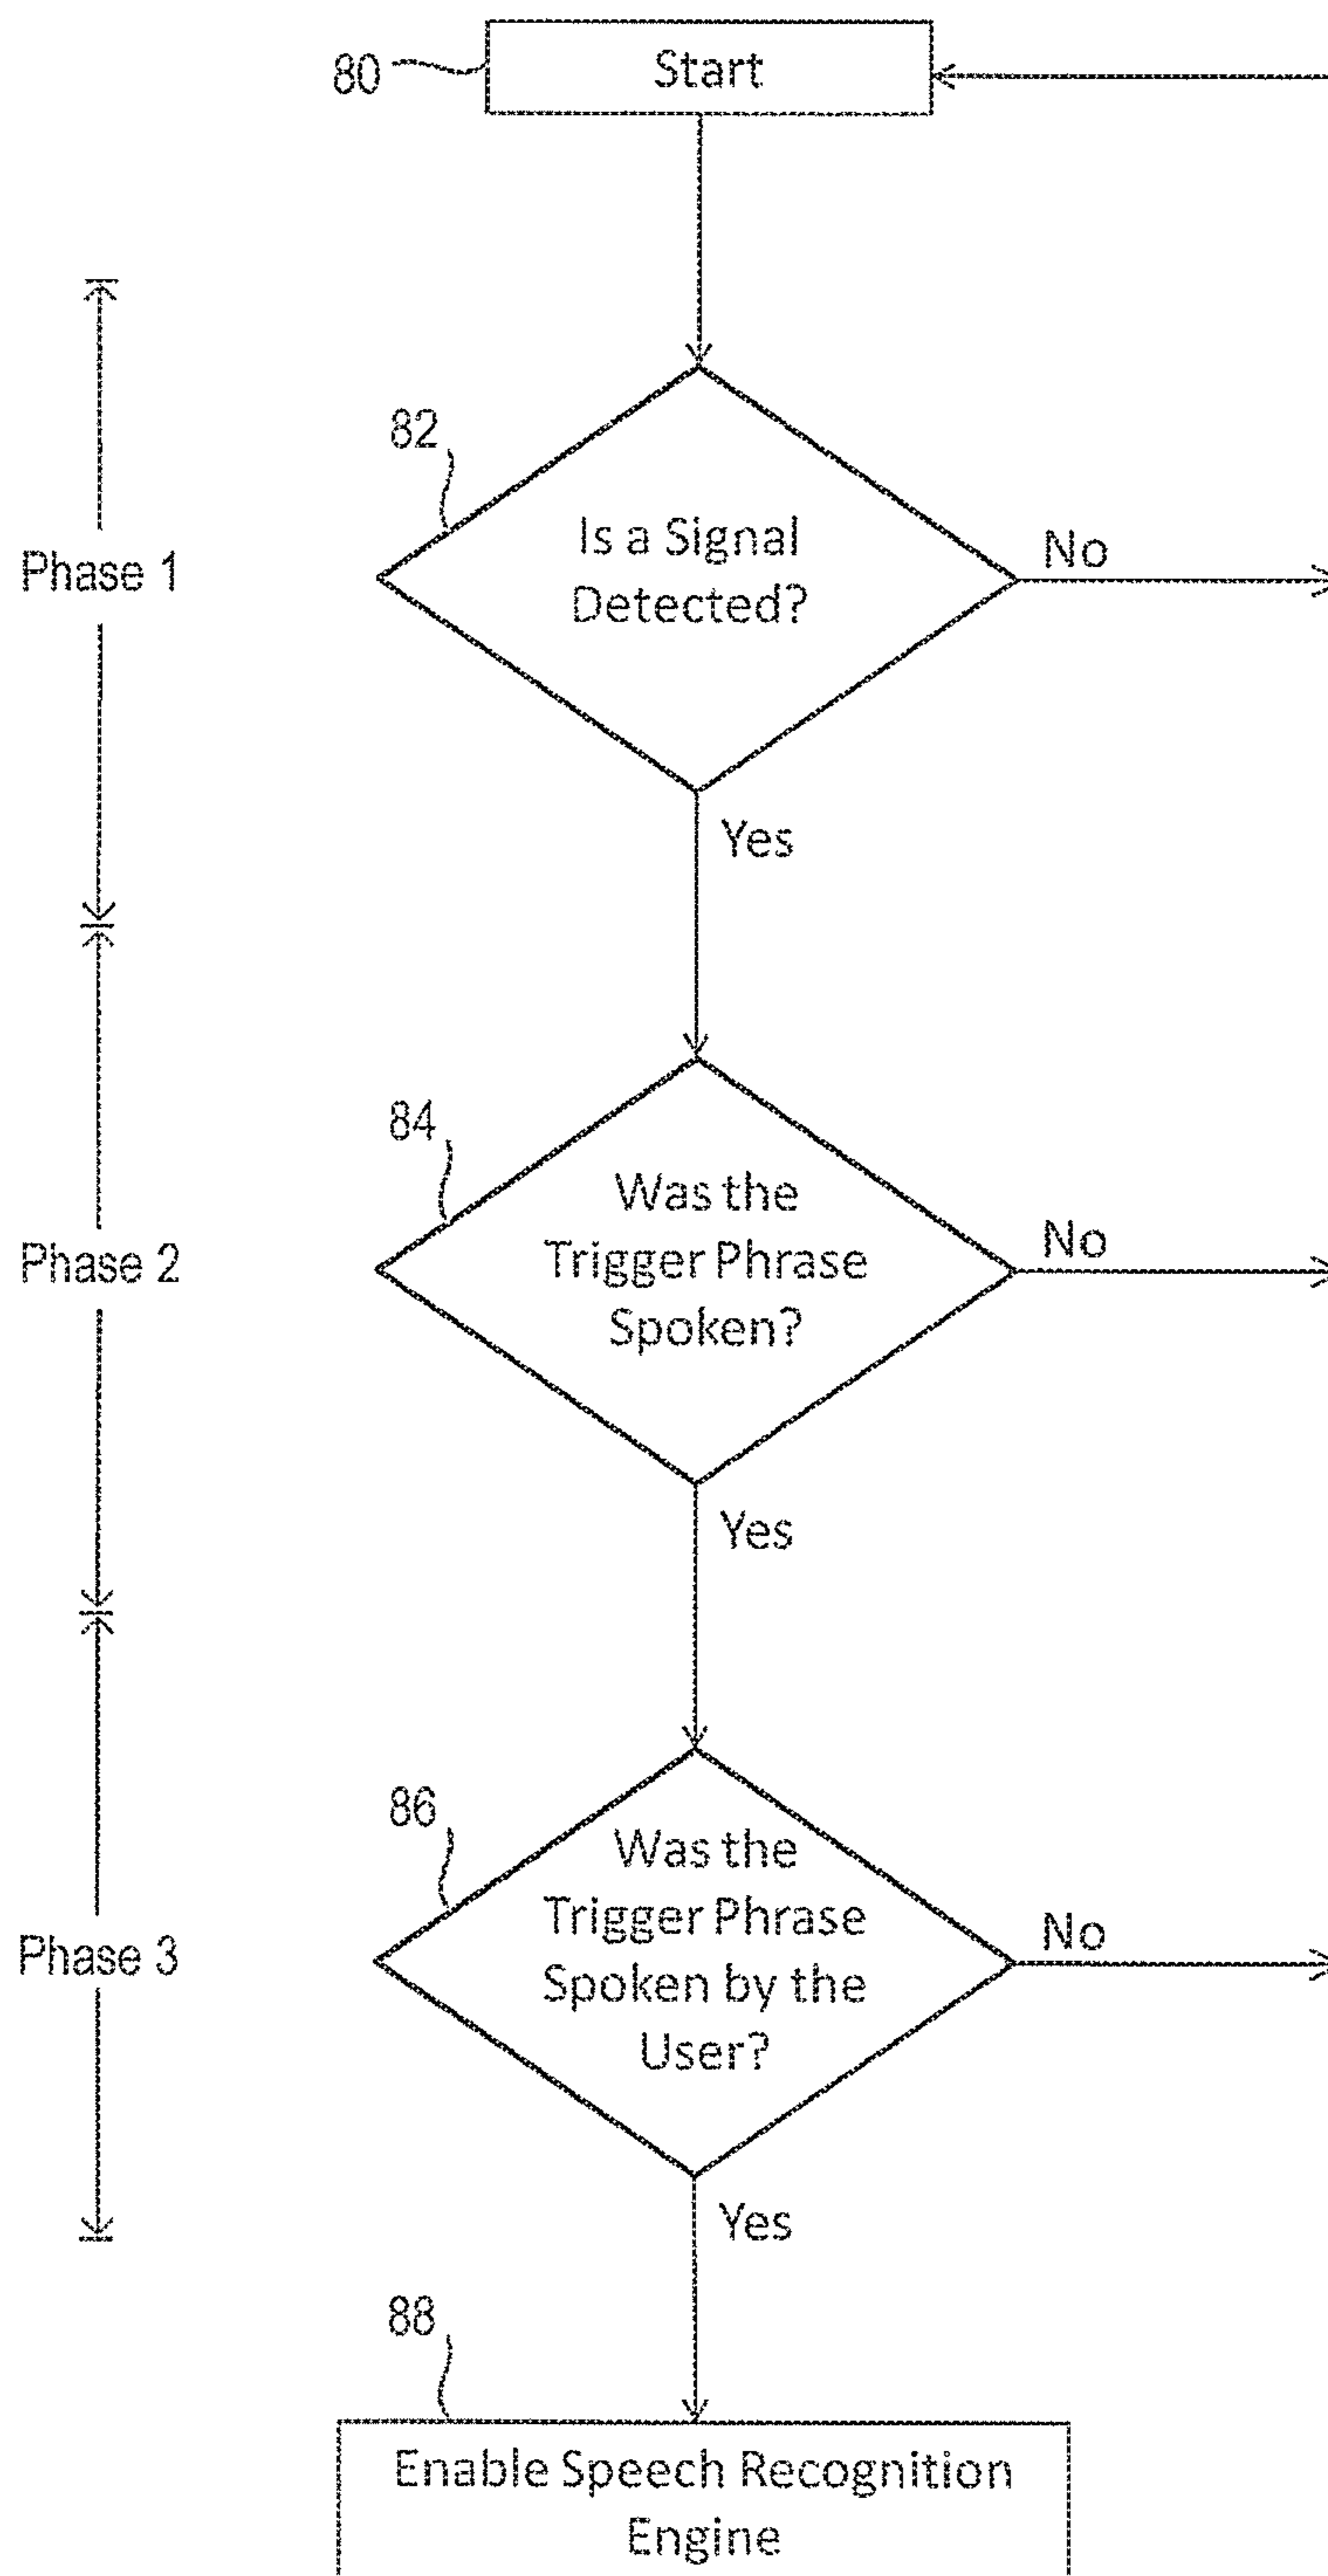 80
Start
82
Is a Signal
Detected?
No
Phase 1
Yes
84
Was the
Trigger Phrase
Spoken?
No
Phase 2
Yes
86
Was the
Trigger Phrase
Spoken by the
User?
No
Phase 3
Yes
88
Enable Speech Recognition
Engine